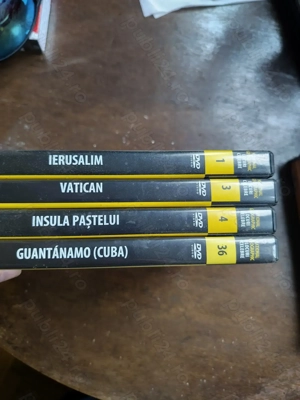 IERUSALIM
DVD
1
VATICAN
DVD
3
INSULA PAȘTELUI
DVD
4
GUANTÁNAMO (CUBA)
DVD
36